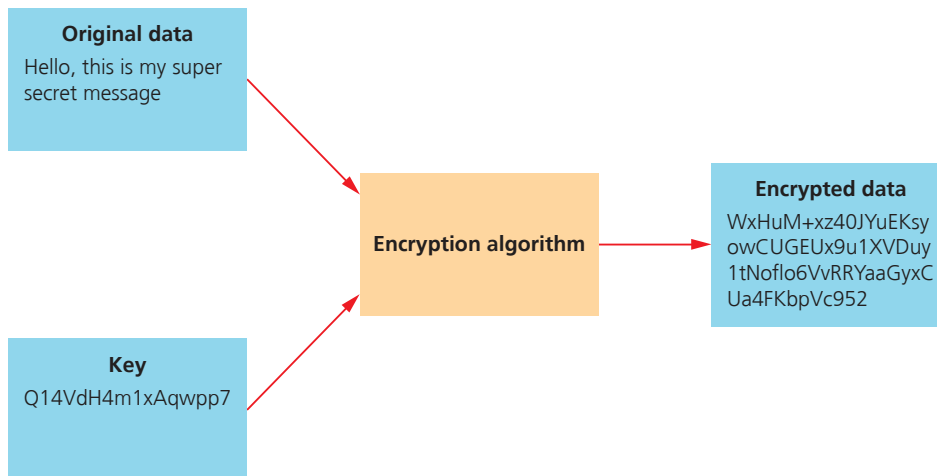 Original data
Hello, this is my super
secret message
Encryption algorithm
Encrypted data
WxHuM+xz40JYuEKsy
owCUGEUx9u1XVDuy
1tNoflo6VvRRYaaGyxC
Ua4FKbpVc952
Key
Q14VdH4m1xAqwpp7